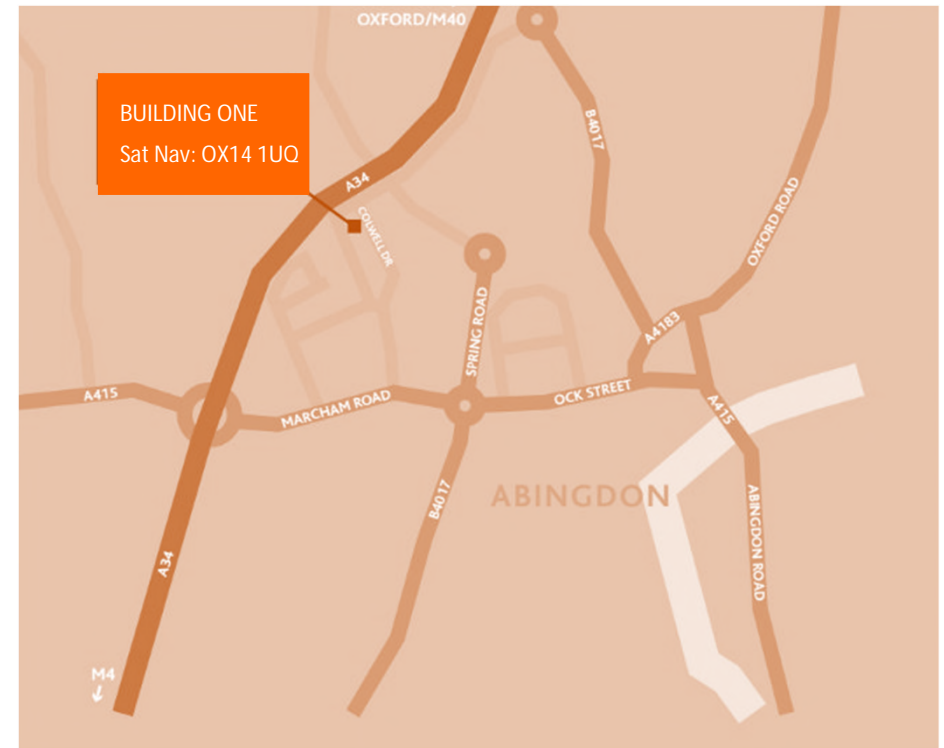 OXFORD/M40
BUILDING ONE
Sat Nav: OX14 1UQ
B4017
A34
COLWELL DR
OXFORD ROAD
SPRING ROAD
A4183
A415
MARCHAM ROAD
OCK STREET
A415
B4017
ABINGDON
ABINGDON ROAD
A34
M4